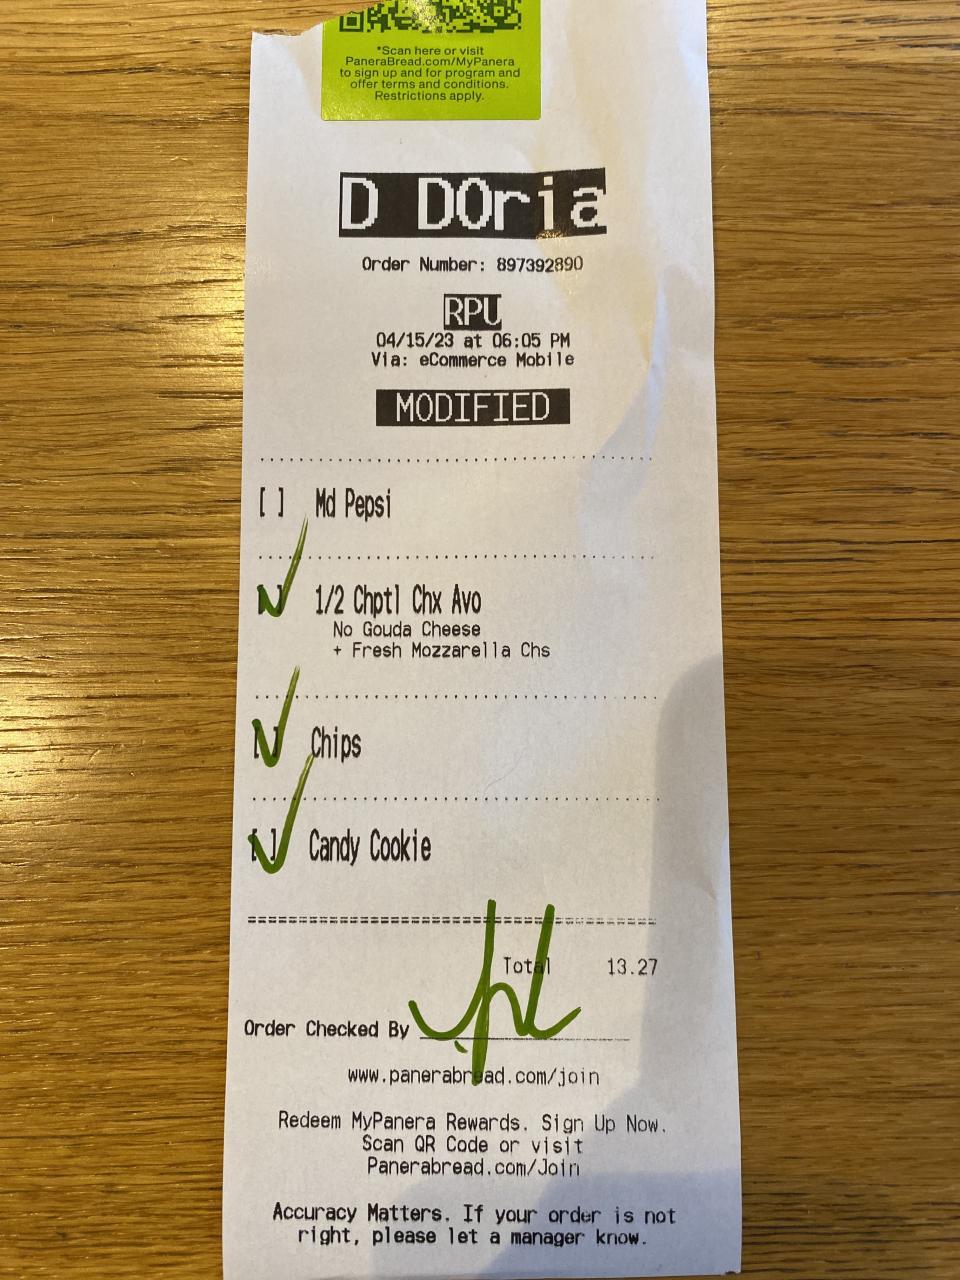 *Scan here or visit
PaneraBread.com/MyPanera
to sign up and for program and
offer terms and conditions.
Restrictions apply.
D DOria
Order Number: 897392890
RPU
04/15/23 at 06:05 PM
Via: eCommerce Mobile
MODIFIED
[ ] Md Pepsi
[ ] 1/2 Chptl Chx Avo
No Gouda Cheese
+ Fresh Mozzarella Chs
[ ] Chips
[ ] Candy Cookie
Total 13.27
Order Checked By
www.panerabread.com/join
Redeem MyPanera Rewards. Sign Up Now.
Scan QR Code or visit
Panerabread.com/Join
Accuracy Matters. If your order is not
right, please let a manager know.